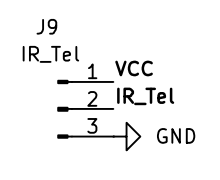 J9
IR_Tel
1 VCC
2 IR_Tel
3 GND